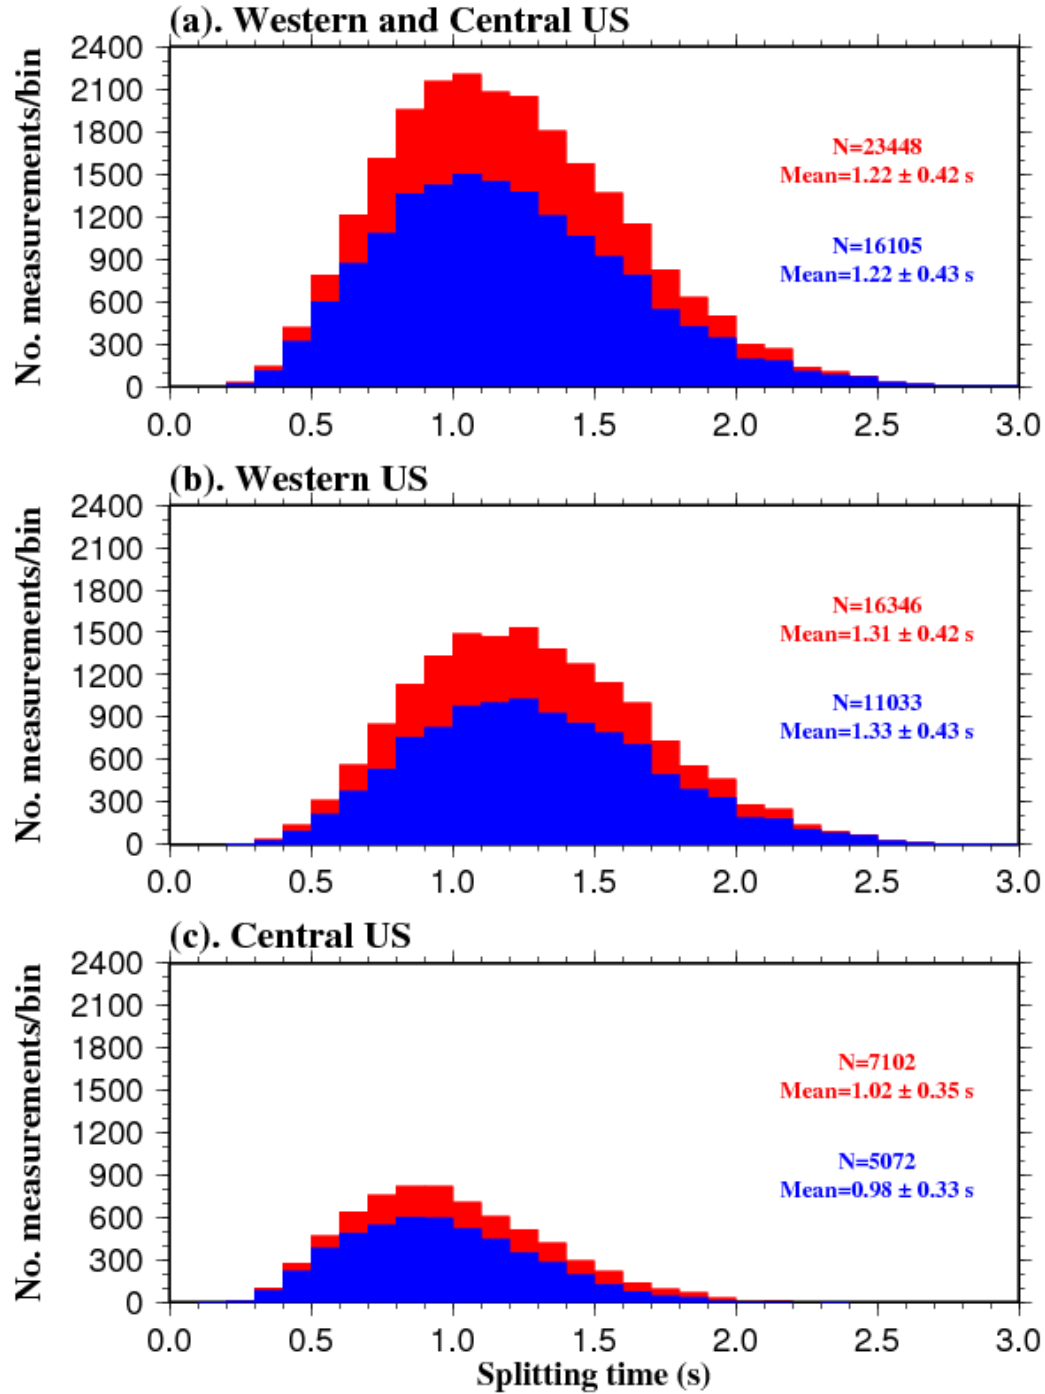 (a). Western and Central US
No. measurements/bin
2400
2100
1800
1500
1200
900
600
300
0
N=23448
Mean=1.22 ± 0.42 s
N=16105
Mean=1.22 ± 0.43 s
0.0 0.5 1.0 1.5 2.0 2.5 3.0
(b). Western US
No. measurements/bin
2400
2100
1800
1500
1200
900
600
300
0
N=16346
Mean=1.31 ± 0.42 s
N=11033
Mean=1.33 ± 0.43 s
0.0 0.5 1.0 1.5 2.0 2.5 3.0
(c). Central US
No. measurements/bin
2400
2100
1800
1500
1200
900
600
300
0
N=7102
Mean=1.02 ± 0.35 s
N=5072
Mean=0.98 ± 0.33 s
0.0 0.5 1.0 1.5 2.0 2.5 3.0
Splitting time (s)